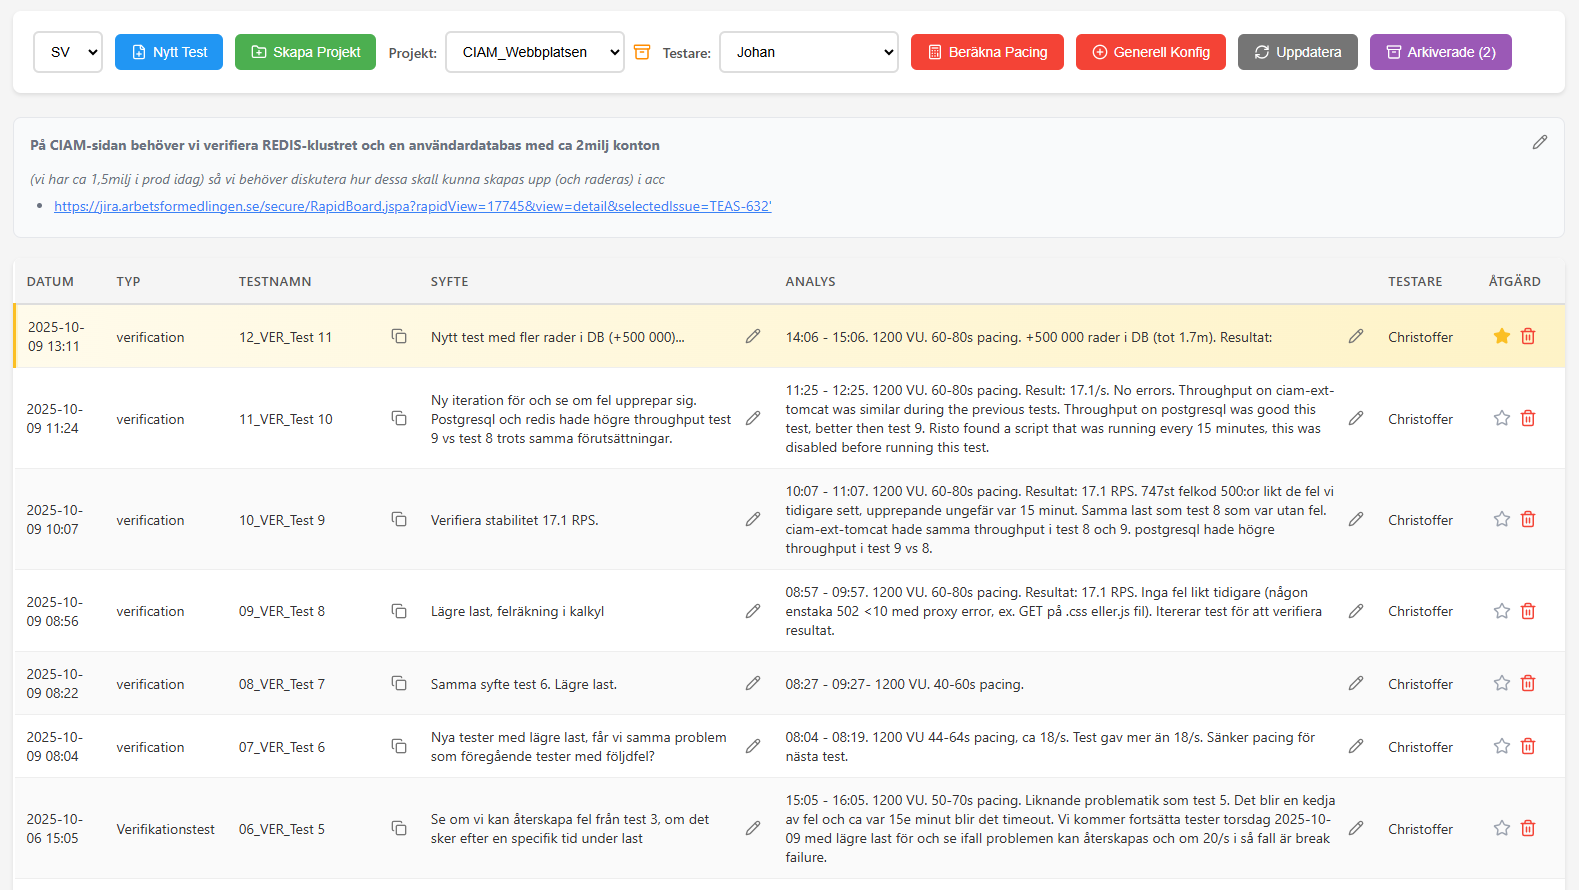 SV Nytt Test Skapa Projekt Projekt: CIAM_Webbplatsen Testare: Johan Beräkna Pacing Generell Konfig Uppdatera Arkiverade (2)
På CIAM-sidan behöver vi verifiera REDIS-klustret och en användardatabas med ca 2milj konton
(vi har ca 1,5milj i prod idag) så vi behöver diskutera hur dessa skall kunna skapas upp (och raderas) i acc
• https://jira.arbetsformedlingen.se/secure/RapidBoard.jspa?rapidView=17745&view=detail&selectedIssue=TEAS-632'
DATUM TYP TESTNAMN SYFTE ANALYS TESTARE ÅTGÄRD
2025-10-
09 13:11
verification
12_VER_Test 11
Nytt test med fler rader i DB (+500 000)...
14:06 - 15:06. 1200 VU. 60-80s pacing. +500 000 rader i DB (tot 1.7m). Resultat:
Christoffer
2025-10-
09 11:24
verification
11_VER_Test 10
Ny iteration för och se om fel upprepar sig.
Postgresql och redis hade högre throughput test
9 vs test 8 trots samma förutsättningar.
11:25 - 12:25. 1200 VU. 60-80s pacing. Result: 17.1/s. No errors. Throughput on ciam-ext-
tomcat was similar during the previous tests. Throughput on postgresql was good this
test, better then test 9. Risto found a script that was running every 15 minutes, this was
disabled before running this test.
Christoffer
2025-10-
09 10:07
verification
10_VER_Test 9
Verifiera stabilitet 17.1 RPS.
10:07 - 11:07. 1200 VU. 60-80s pacing. Resultat: 17.1 RPS. 747st felkod 500:or likt de fel vi
tidigare sett, upprepande ungefär var 15 minut. Samma last som test 8 som var utan fel.
ciam-ext-tomcat hade samma throughput i test 8 och 9. postgresql hade högre
throughput i test 9 vs 8.
Christoffer
2025-10-
09 08:56
verification
09_VER_Test 8
Lägre last, felräkning i kalkyl
08:57 - 09:57. 1200 VU. 60-80s pacing. Resultat: 17.1 RPS. Inga fel likt tidigare (någon
enstaka 502 <10 med proxy error, ex. GET på .css eller.js fil). Itererar test för att verifiera
resultat.
Christoffer
2025-10-
09 08:22
verification
08_VER_Test 7
Samma syfte test 6. Lägre last.
08:27 - 09:27- 1200 VU. 40-60s pacing.
Christoffer
2025-10-
09 08:04
verification
07_VER_Test 6
Nya tester med lägre last, får vi samma problem
som föregående tester med följdfel?
08:04 - 08:19. 1200 VU 44-64s pacing, ca 18/s. Test gav mer än 18/s. Sänker pacing för
nästa test.
Christoffer
2025-10-
06 15:05
Verifikationstest
06_VER_Test 5
Se om vi kan återskapa fel från test 3, om det
sker efter en specifik tid under last
15:05 - 16:05. 1200 VU. 50-70s pacing. Liknande problematik som test 5. Det blir en kedja
av fel och ca var 15e minut blir det timeout. Vi kommer fortsätta tester torsdag 2025-10-
09 med lägre last för och se ifall problemen kan återskapas och om 20/s i så fall är break
failure.
Christoffer